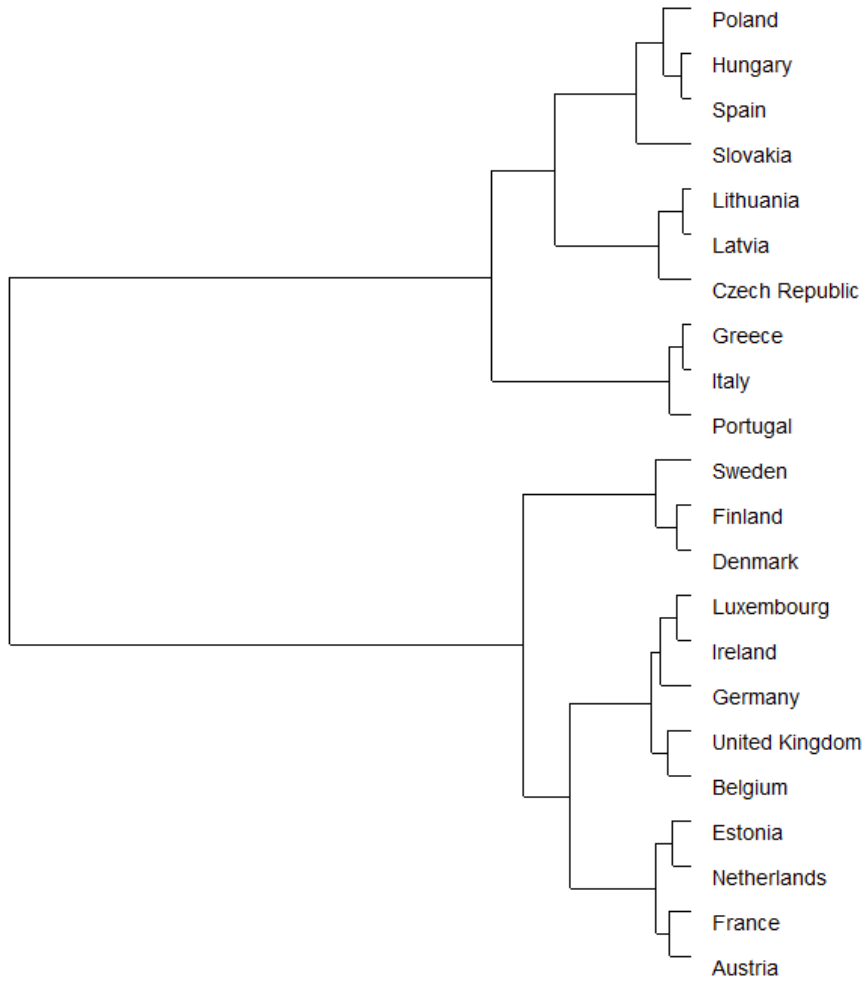 Poland
Hungary
Spain
Slovakia
Lithuania
Latvia
Czech Republic
Greece
Italy
Portugal
Sweden
Finland
Denmark
Luxembourg
Ireland
Germany
United Kingdom
Belgium
Estonia
Netherlands
France
Austria